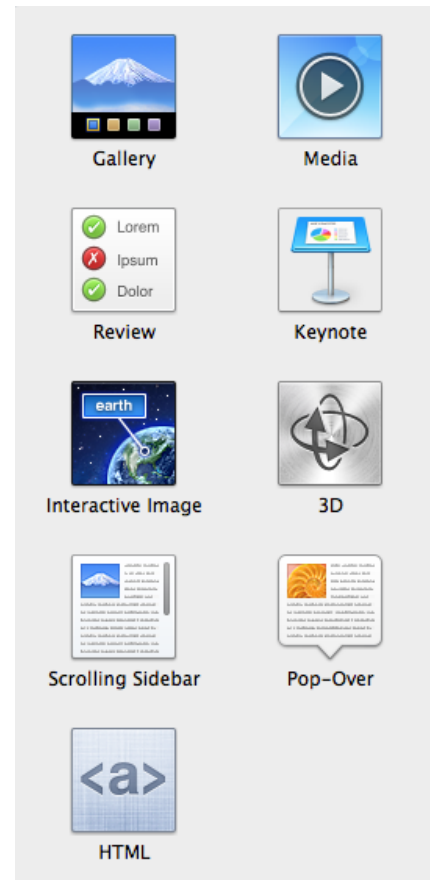 Gallery
Media
Lorem
Ipsum
Dolor
Review
Keynote
earth
Interactive Image
3D
Scrolling Sidebar
Pop-Over
<a>
HTML